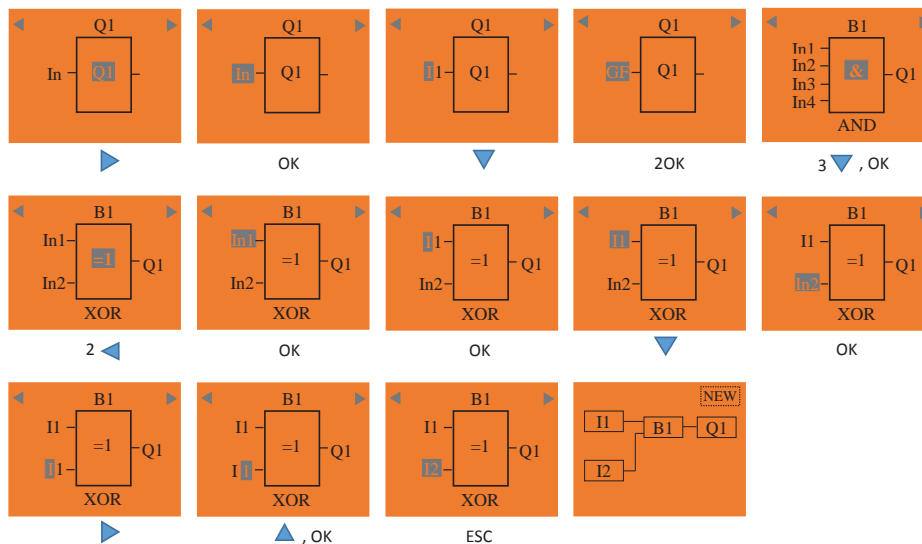 Q1
In Q1
Q1
In Q1
OK
Q1
I1 Q1
Q1
GF Q1
2OK
B1
In1
In2
In3
In4
& Q1
AND
3 , OK
B1
In1
=1
Q1
In2
XOR
2
B1
In1
=1
Q1
In2
XOR
OK
B1
I1
=1
Q1
In2
XOR
OK
B1
I1
=1
Q1
In2
XOR
B1
I1
=1
Q1
In2
XOR
OK
B1
I1
=1
Q1
I1
XOR
B1
I1
=1
Q1
I1
XOR
, OK
B1
I1
=1
Q1
I2
XOR
ESC
NEW
I1 B1 Q1
I2